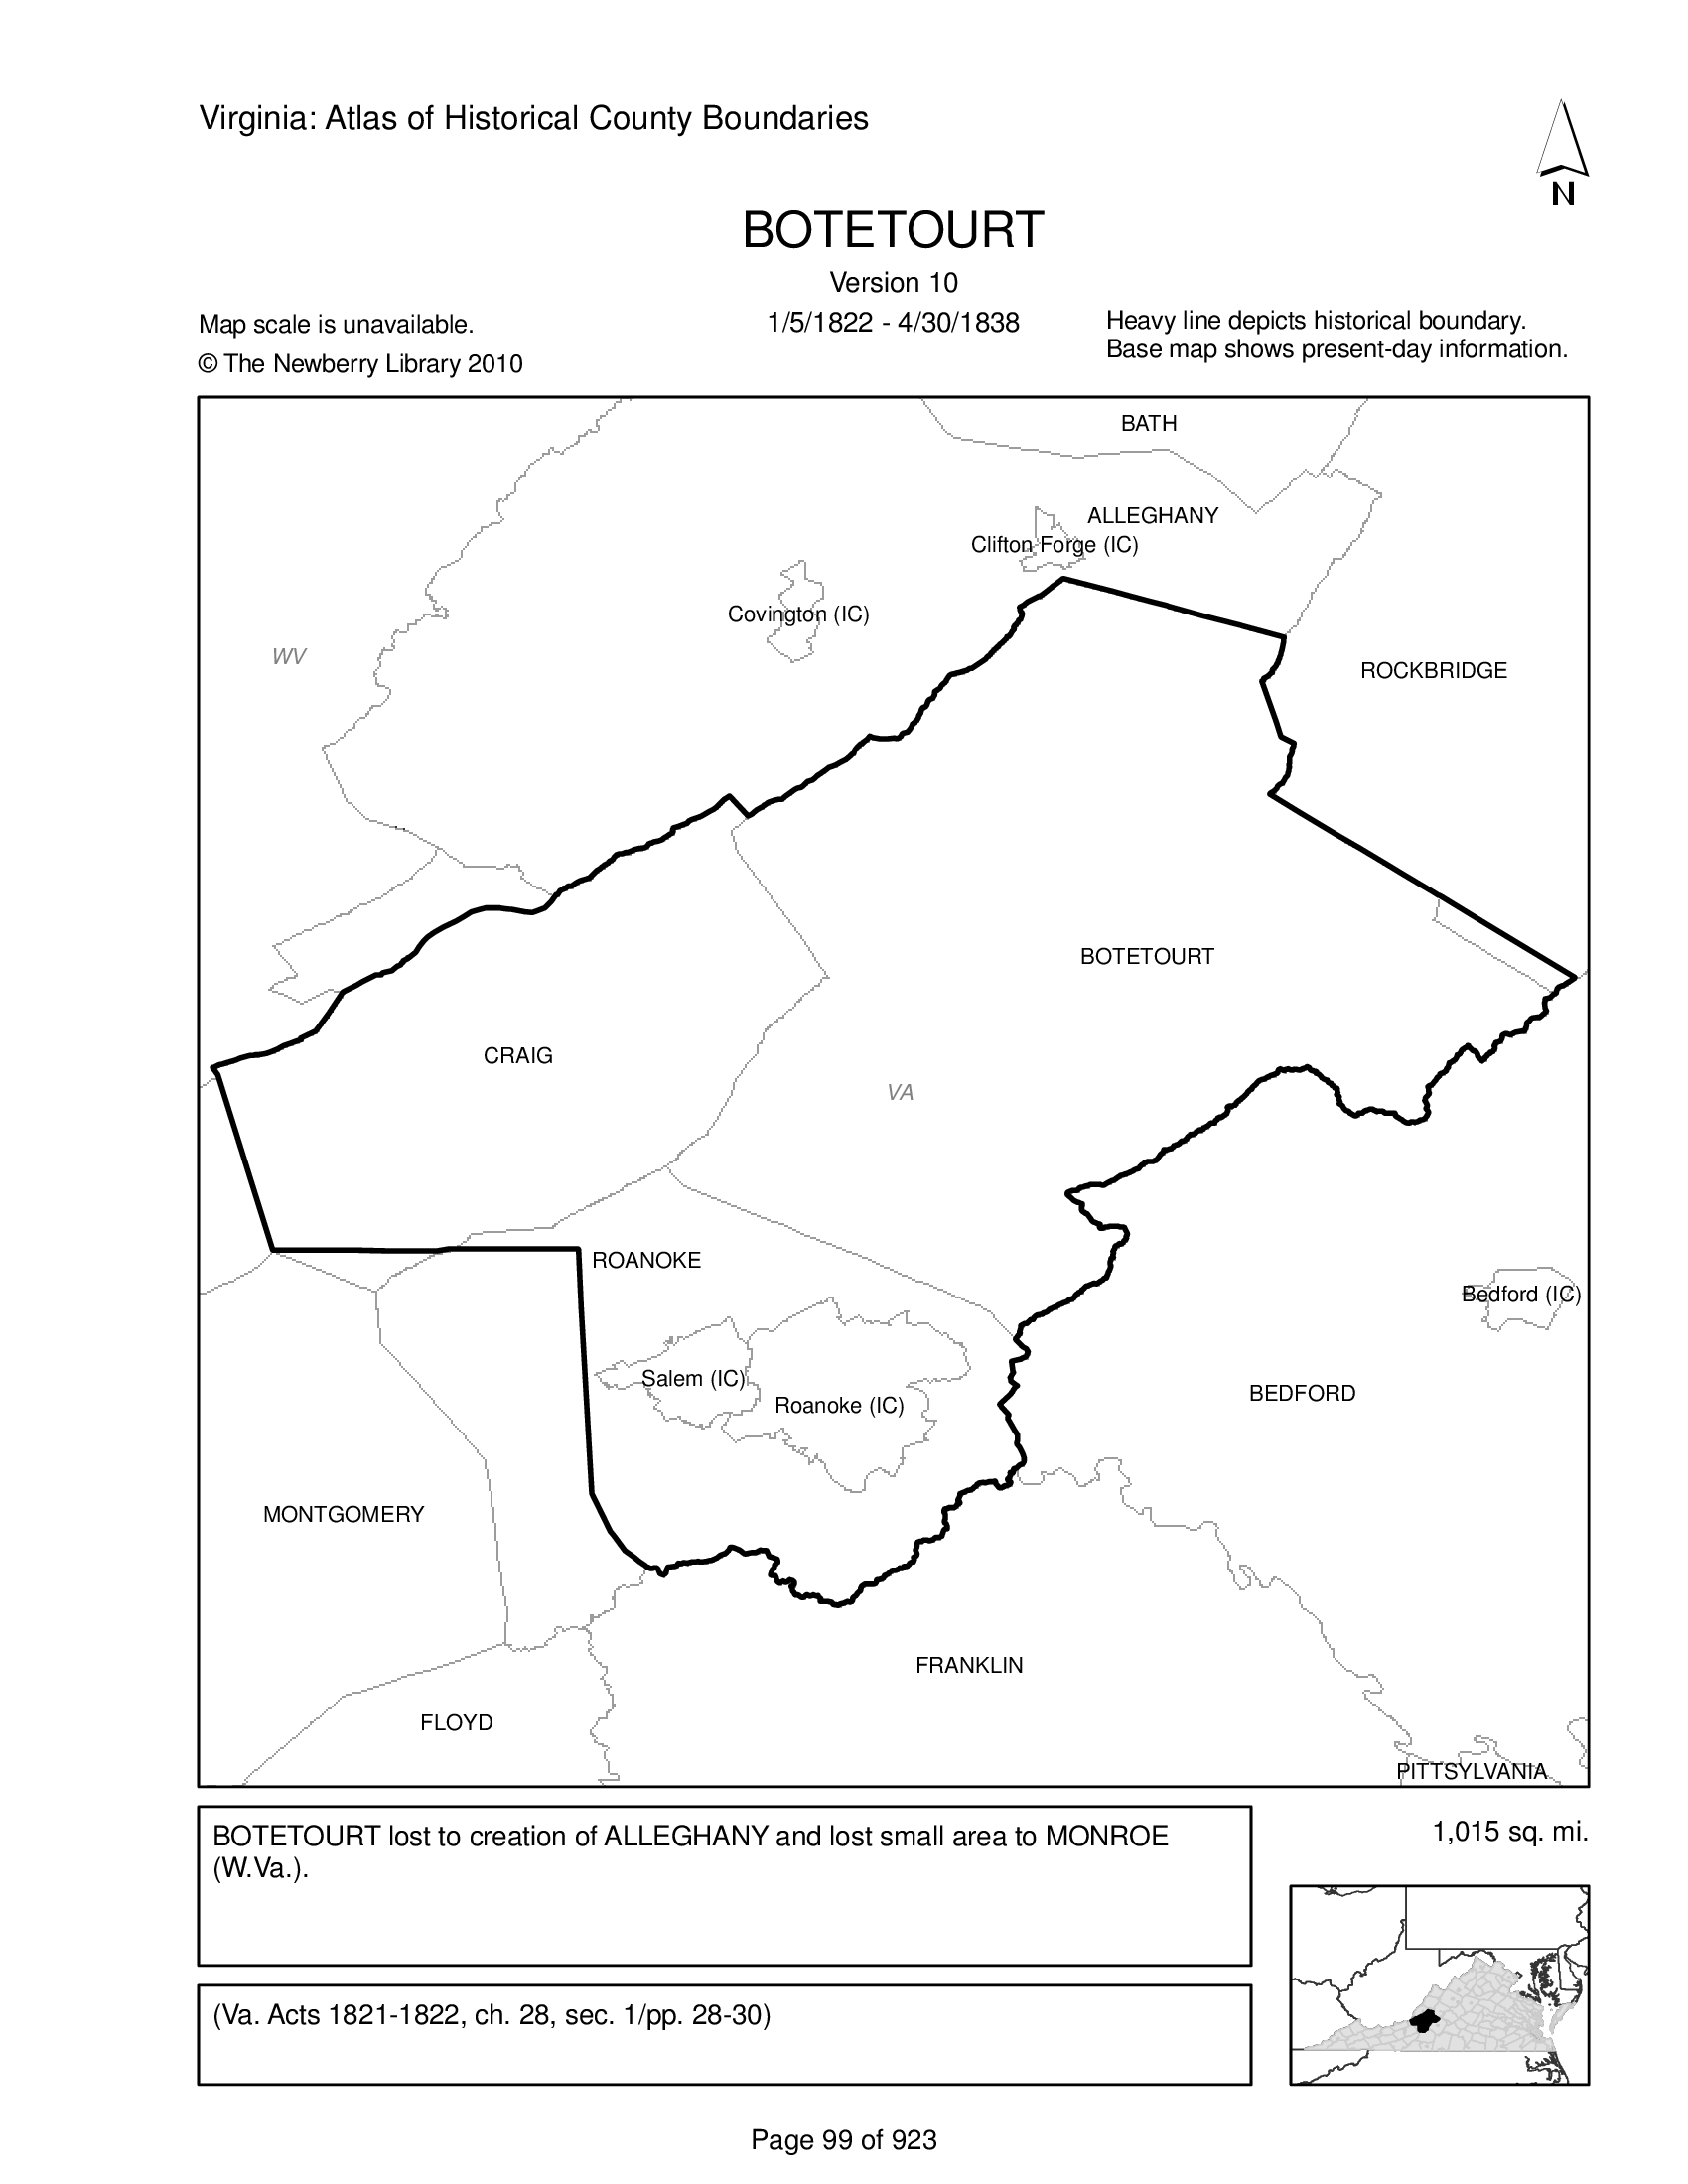 Virginia: Atlas of Historical County Boundaries
N
BOTETOURT
Version 10
1/5/1822 - 4/30/1838
Map scale is unavailable.
© The Newberry Library 2010
Heavy line depicts historical boundary.
Base map shows present-day information.
BATH
ALLEGHANY
Clifton Forge (IC)
Covington (IC)
WV
ROCKBRIDGE
BOTETOURT
CRAIG
VA
ROANOKE
Bedford (IC)
Salem (IC)
BEDFORD
Roanoke (IC)
MONTGOMERY
FRANKLIN
FLOYD
PITTSYLVANIA
BOTETOURT lost to creation of ALLEGHANY and lost small area to MONROE
(W.Va.).
1,015 sq. mi.
(Va. Acts 1821-1822, ch. 28, sec. 1/pp. 28-30)
Page 99 of 923